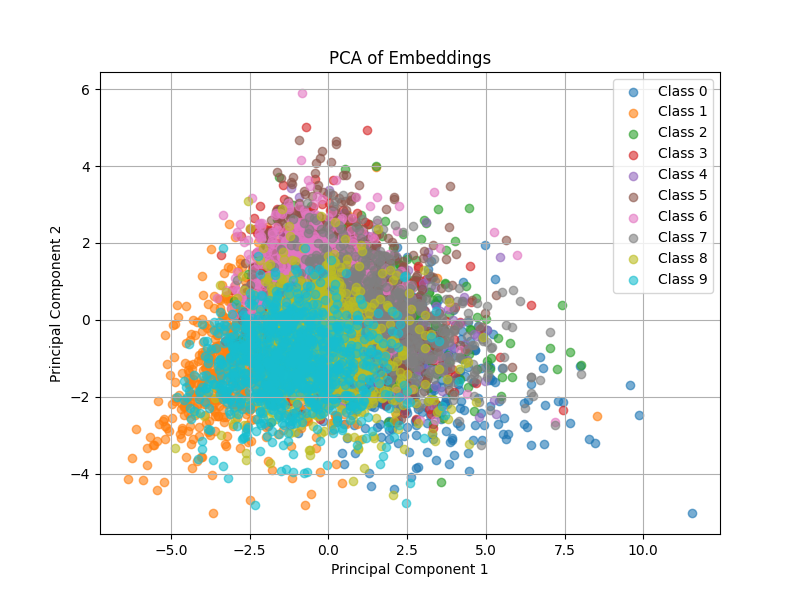 PCA of Embeddings
Class 0
Class 1
Class 2
Class 3
Class 4
Class 5
Class 6
Class 7
Class 8
Class 9
Principal Component 2
6
4
2
0
−2
−4
−5.0 −2.5 0.0 2.5 5.0 7.5 10.0
Principal Component 1